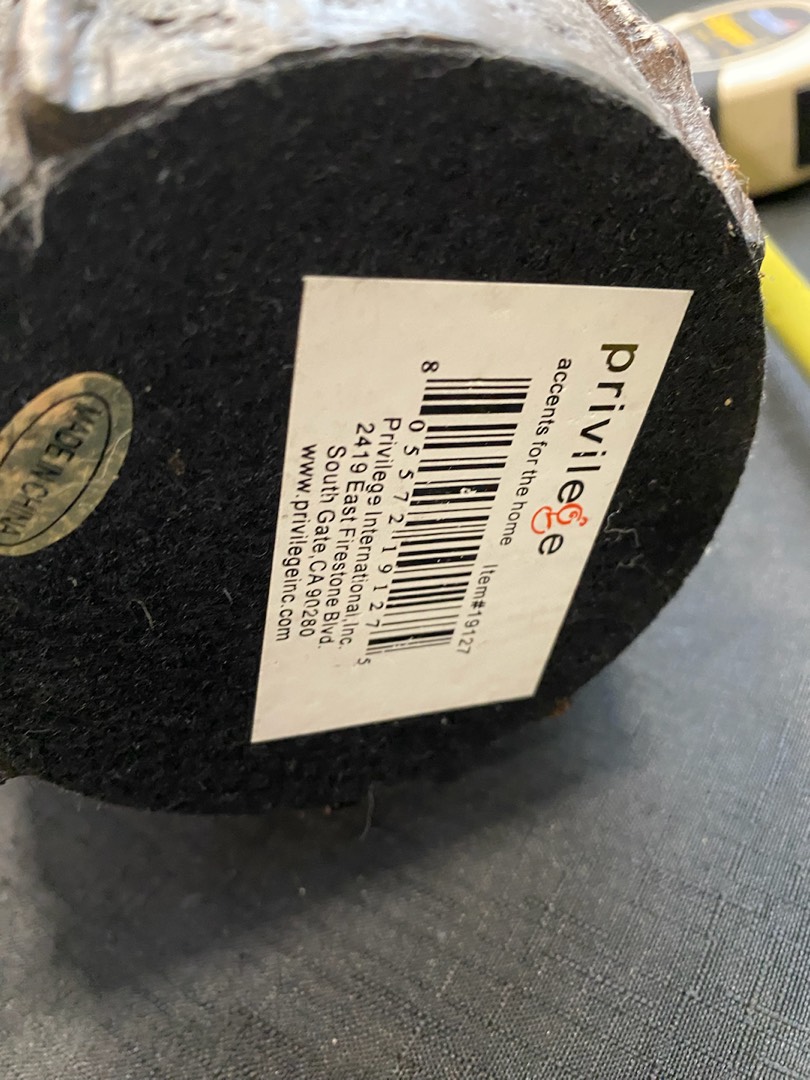 privilege
accents for the home
Item#19127
8 05572 19127 5
Privilege International,Inc.
2419 East Firestone Blvd.
South Gate,CA 90280
www.privilegeinc.com
MADE IN CHINA